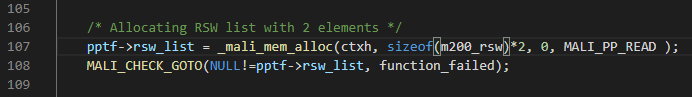 105
106 /* Allocating RSW list with 2 elements */
107 pptf->rsw_list = _mali_mem_alloc(ctxh, sizeof(m200_rsw)*2, 0, MALI_PP_READ );
108 MALI_CHECK_GOTO(NULL!=pptf->rsw_list, function_failed);
109